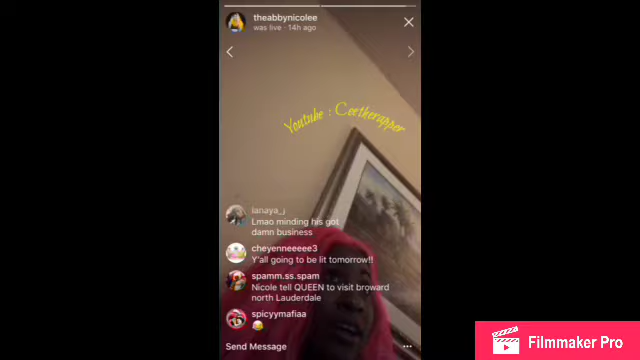 theabbynicolee
was live · 14h ago
Youtube : Ceetherapper
ianaya_j
Lmao minding his got
damn business
cheyenneeeee3
Y'all going to be lit tomorrow!!
spamm.ss.spam
Nicole tell QUEEN to visit broward
north Lauderdale
spicyymafiaa
Send Message
Filmmaker Pro